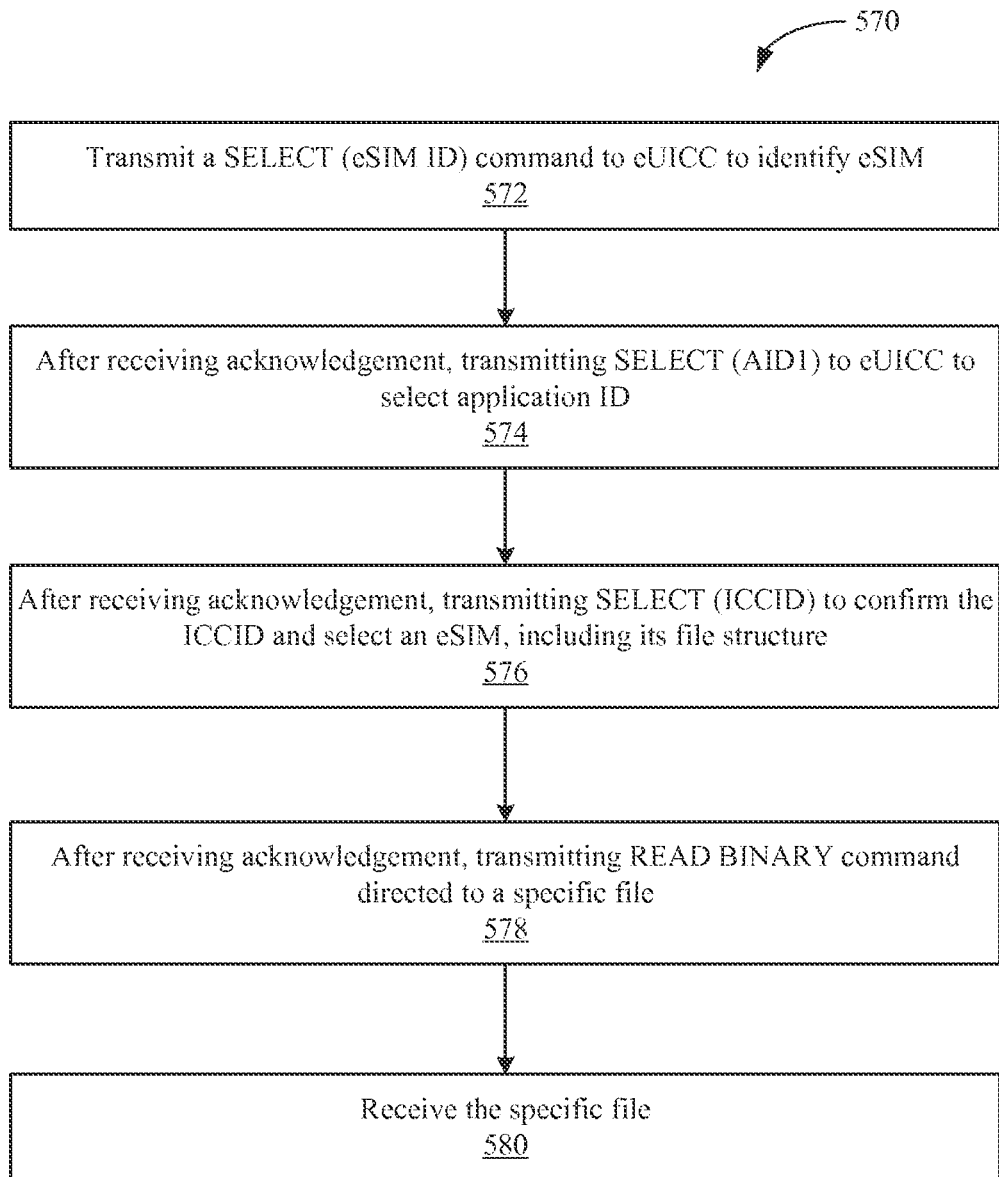 570
Transmit a SELECT (eSIM ID) command to eUICC to identify eSIM
572
After receiving acknowledgement, transmitting SELECT (AID1) to eUICC to
select application ID
574
After receiving acknowledgement, transmitting SELECT (ICCID) to confirm the
ICCID and select an eSIM, including its file structure
576
After receiving acknowledgement, transmitting READ BINARY command
directed to a specific file
578
Receive the specific file
580